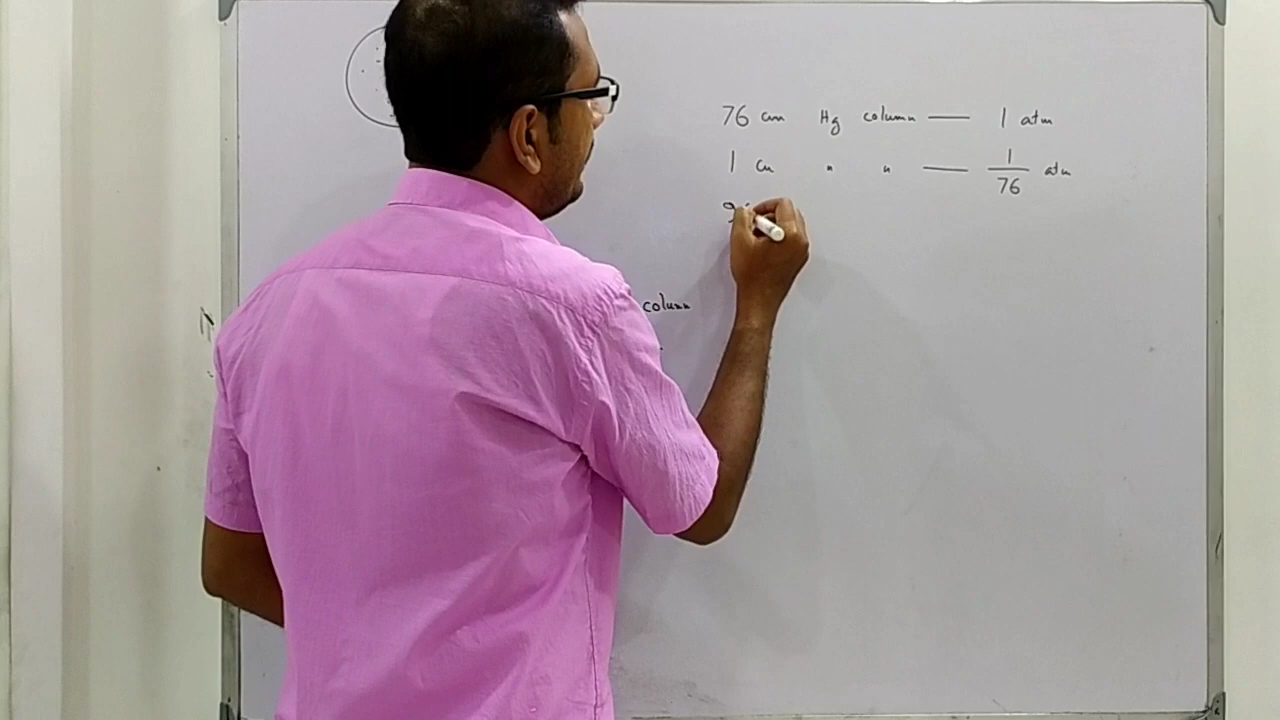 76 cm Hg column — 1 atm
1 cm " " — 1/76 atm
column